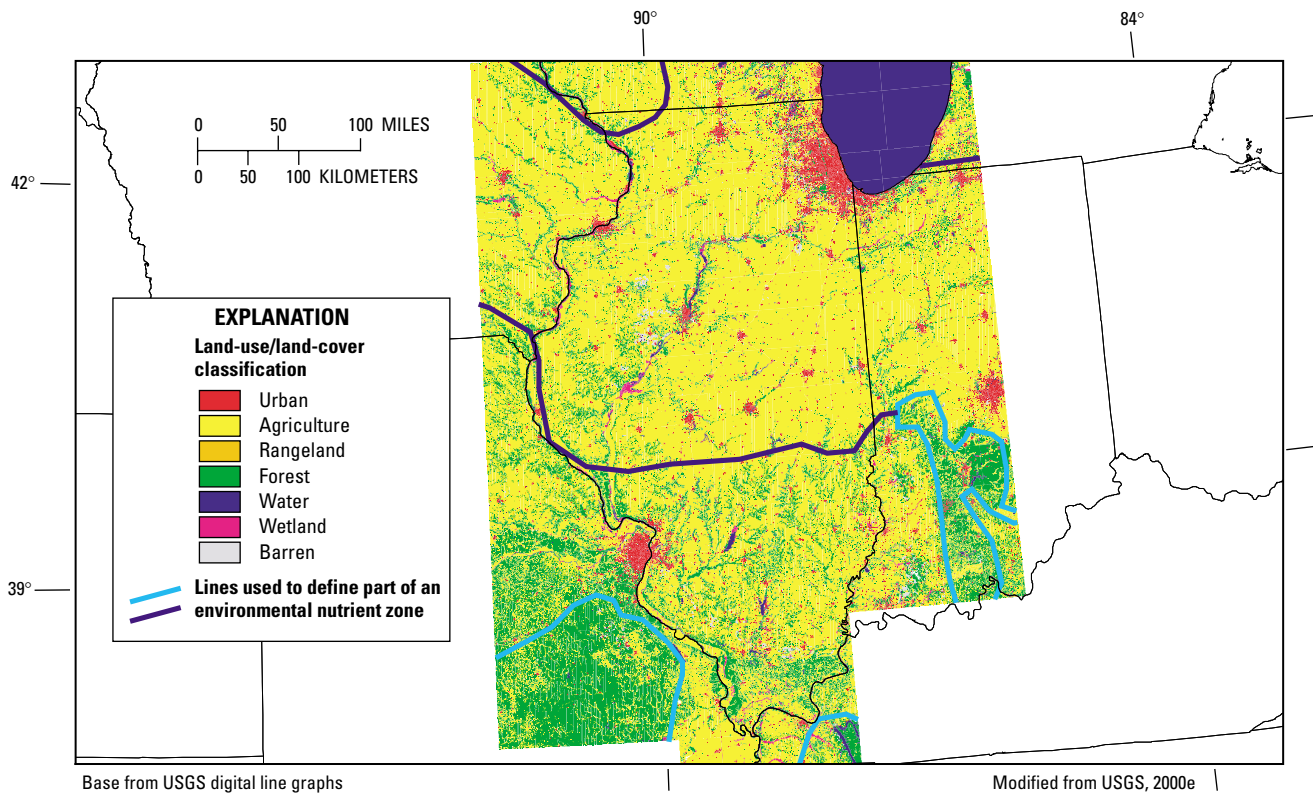 90°
84°
0 50 100 MILES
0 50 100 KILOMETERS
42°
EXPLANATION
Land-use/land-cover
classification
Urban
Agriculture
Rangeland
Forest
Water
Wetland
Barren
Lines used to define part of an
environmental nutrient zone
39°
Base from USGS digital line graphs
Modified from USGS, 2000e